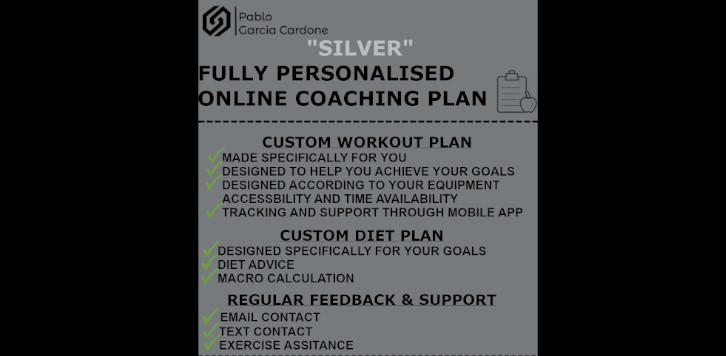 Pablo
Garcia Cardone
"SILVER"
FULLY PERSONALISED
ONLINE COACHING PLAN
CUSTOM WORKOUT PLAN
MADE SPECIFICALLY FOR YOU
DESIGNED TO HELP YOU ACHIEVE YOUR GOALS
DESIGNED ACCORDING TO YOUR EQUIPMENT
ACCESSBILITY AND TIME AVAILABILITY
TRACKING AND SUPPORT THROUGH MOBILE APP
CUSTOM DIET PLAN
DESIGNED SPECIFICALLY FOR YOUR GOALS
DIET ADVICE
MACRO CALCULATION
REGULAR FEEDBACK & SUPPORT
EMAIL CONTACT
TEXT CONTACT
EXERCISE ASSITANCE